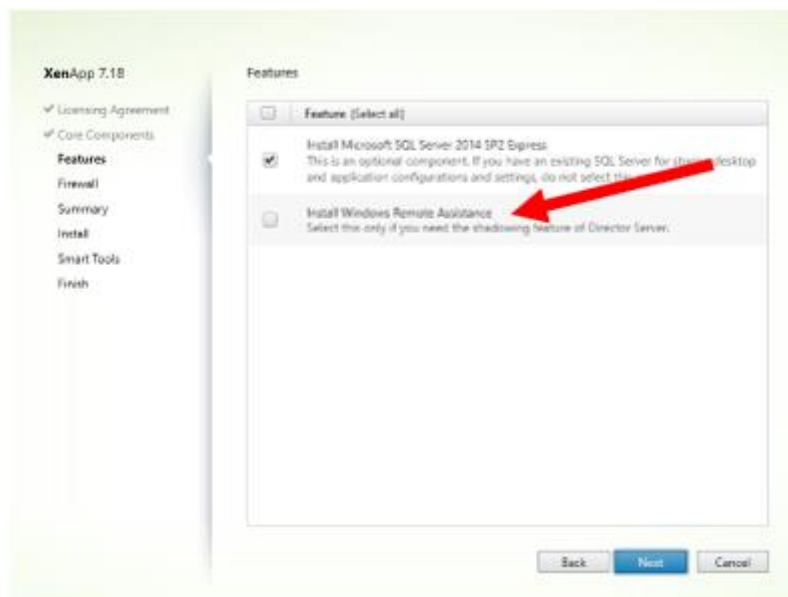 XenApp 7.18
Features
Licensing Agreement
Core Components
Features
Firewall
Summary
Install
Smart Tools
Finish
Feature (Select all)
Install Microsoft SQL Server 2014 SP2 Express
This is an optional component. If you have an existing SQL Server for desktop
and application configurations and settings, do not select
Install Windows Remote Assistance
Select this only if you need the shadowing feature of Director Server.
Back
Next
Cancel